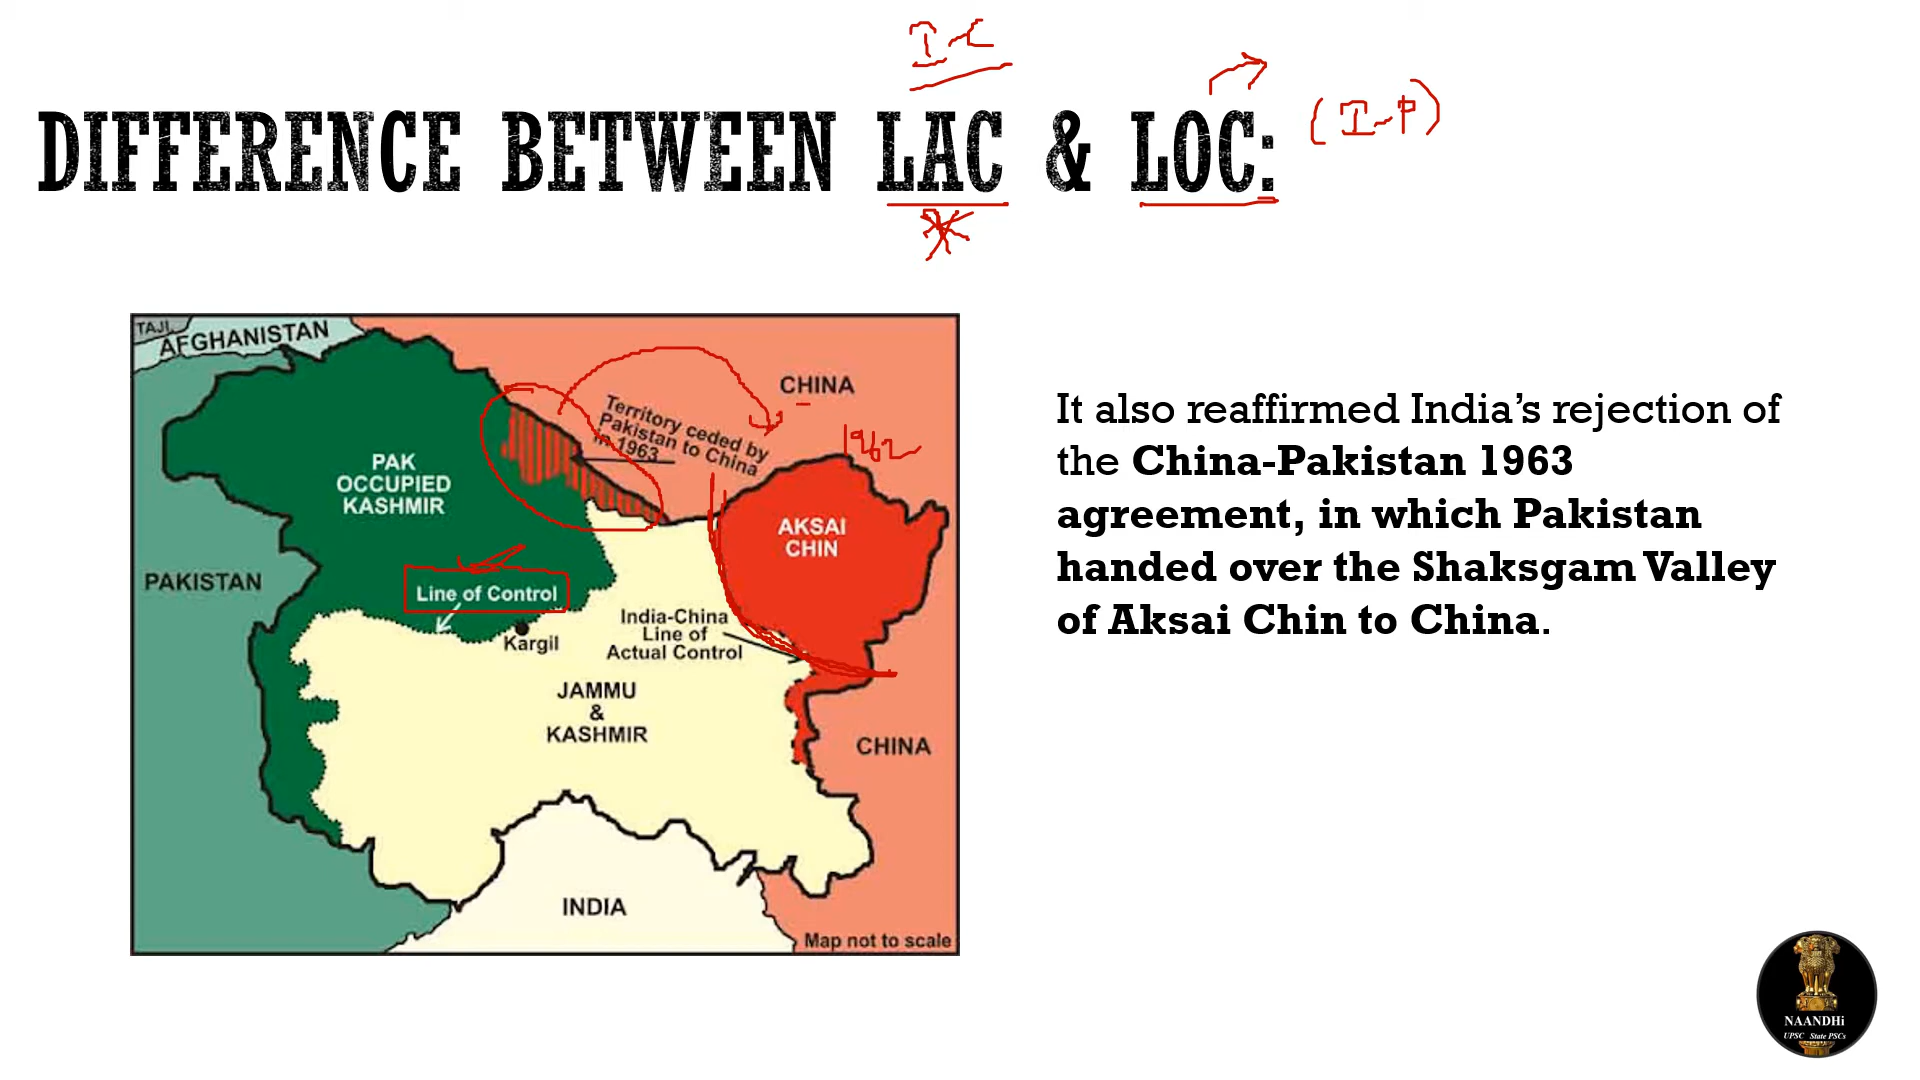 I-C
DIFFERENCE BETWEEN LAC & LOC:
(I-P)
TAJI.
AFGHANISTAN
CHINA
Territory ceded by
Pakistan to China
in 1963
1962
PAK
OCCUPIED
KASHMIR
AKSAI
CHIN
PAKISTAN
Line of Control
Kargil
India-China
Line of
Actual Control
JAMMU
&
KASHMIR
CHINA
INDIA
Map not to scale
It also reaffirmed India’s rejection of
the China-Pakistan 1963
agreement, in which Pakistan
handed over the Shaksgam Valley
of Aksai Chin to China.
NAANDHi
UPSC State PSCs